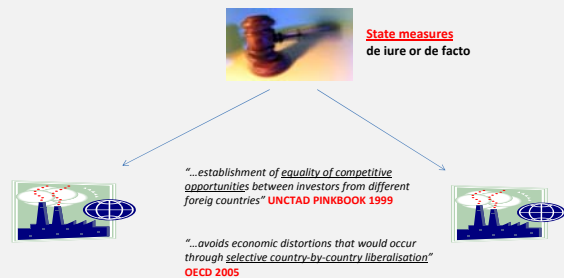 State measures
de iure or de facto
“...establishment of equality of competitive
opportunities between investors from different
foreig countries” UNCTAD PINKBOOK 1999
“...avoids economic distortions that would occur
through selective country-by-country liberalisation”
OECD 2005